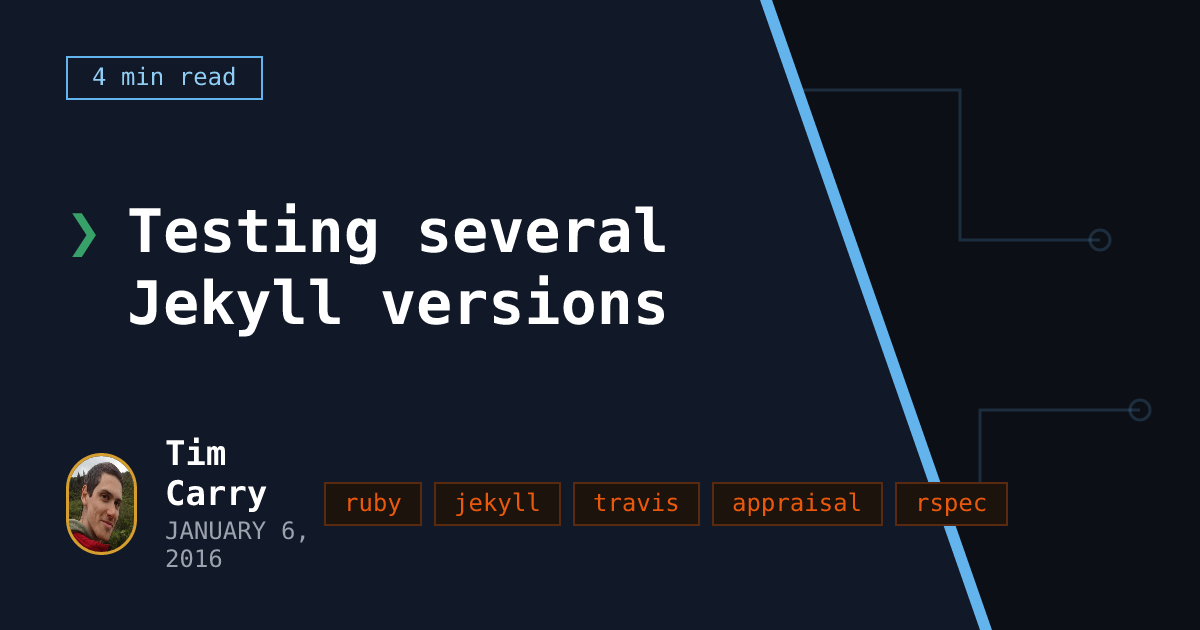 4 min read
❯ Testing several
Jekyll versions
Tim
Carry
JANUARY 6,
2016
ruby jekyll travis appraisal rspec